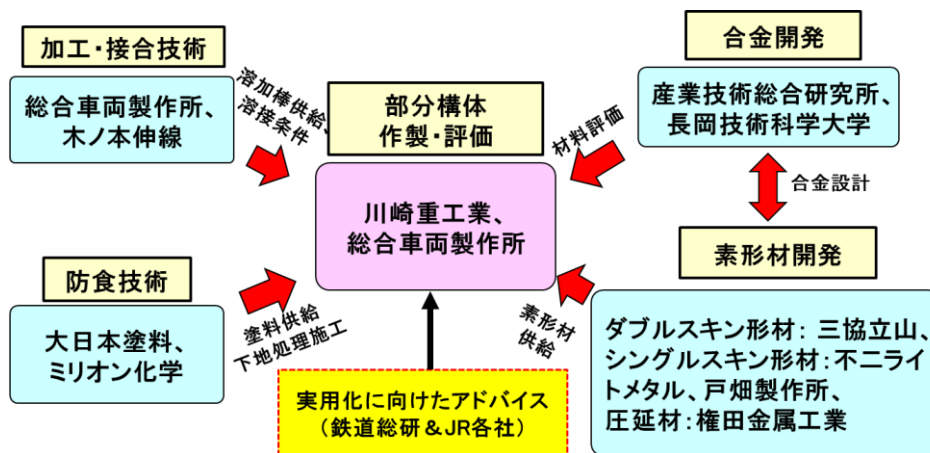 加工・接合技術
総合車両製作所、
木ノ本伸線
溶加棒供給、
溶接条件
部分構体
作製・評価
川崎重工業、
総合車両製作所
材料評価
合金開発
産業技術総合研究所、
長岡技術科学大学
合金設計
防食技術
大日本塗料、
ミリオン化学
塗料供給
下地処理施工
素形材
供給
素形材開発
ダブルスキン形材：三協立山、
シングルスキン形材：不二ライ
トメタル、戸畑製作所、
圧延材：権田金属工業
実用化に向けたアドバイス
（鉄道総研＆JR各社）